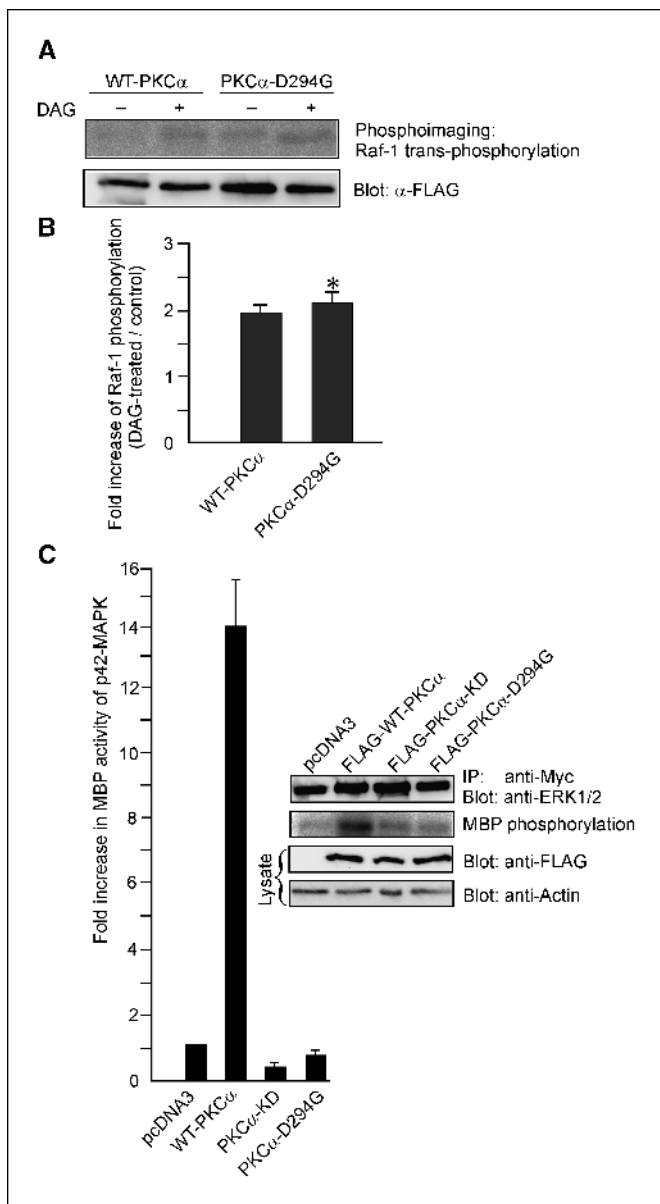 A
WT-PKCα PKCα-D294G
DAG – + – +
Phosphoimaging:
Raf-1 trans-phosphorylation
Blot: α-FLAG
B
Fold increase of Raf-1 phosphorylation
(DAG-treated / control)
3
2
1
0
*
WT-PKCα
PKCα-D294G
C
Fold increase in MBP activity of p42-MAPK
16
14
12
10
8
6
4
2
0
pcDNA3
WT-PKCα
PKCα-KD
PKCα-D294G
pcDNA3
FLAG-WT-PKCα
FLAG-PKCα-KD
FLAG-PKCα-D294G
IP: anti-Myc
Blot: anti-ERK1/2
MBP phosphorylation
Lysate
Blot: anti-FLAG
Blot: anti-Actin